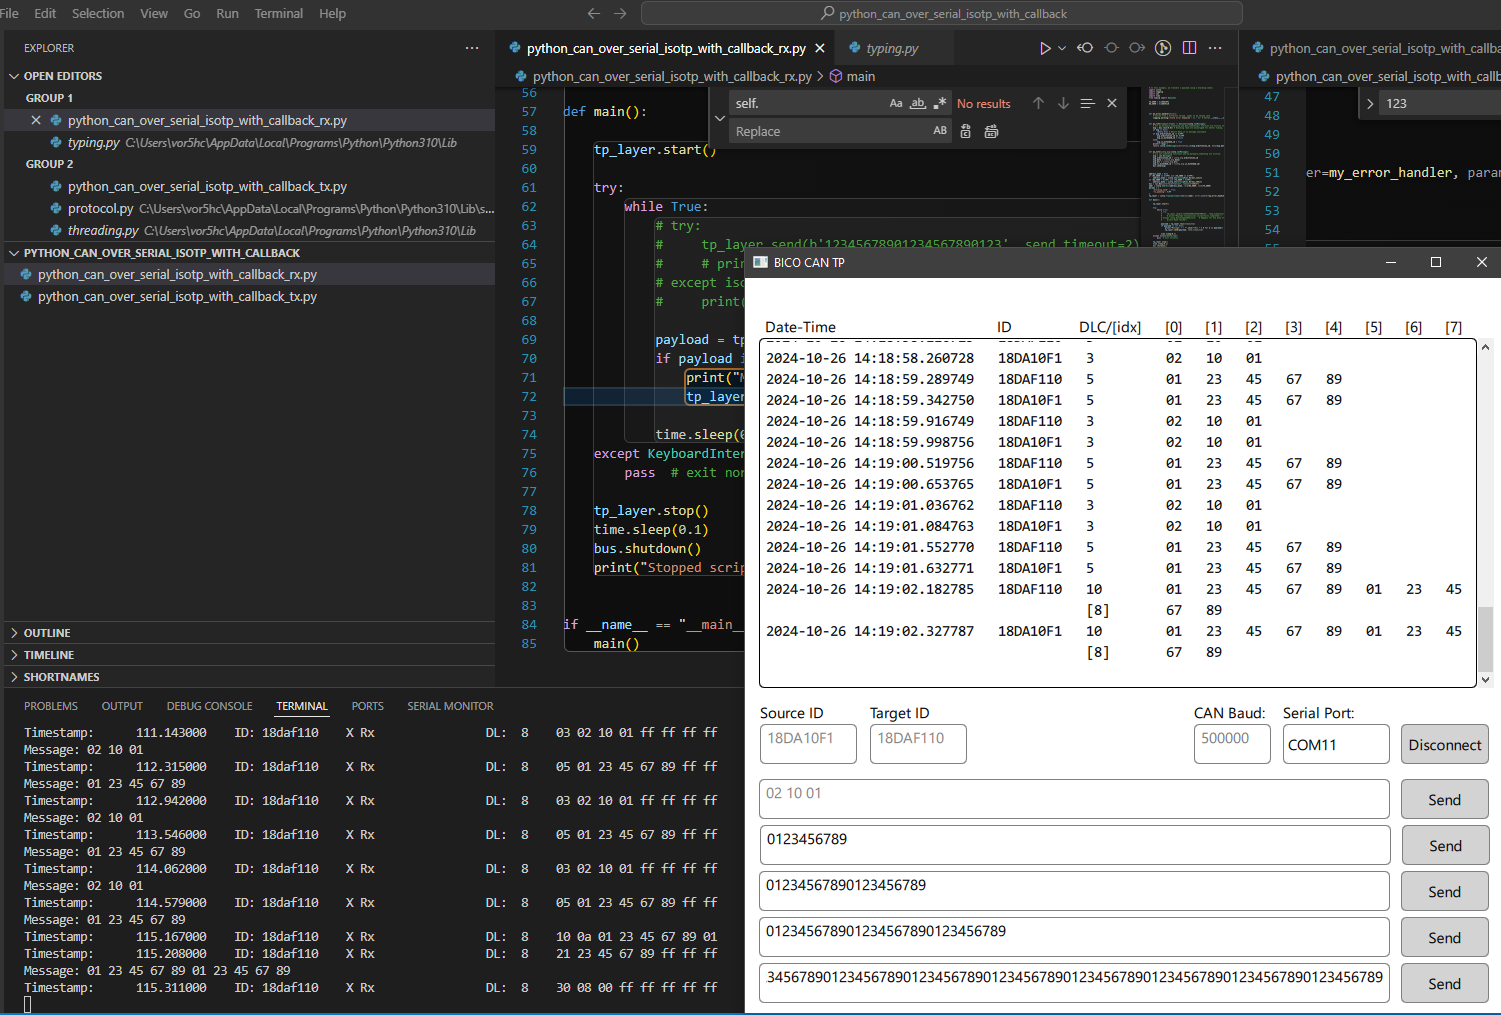 File Edit Selection View Go Run Terminal Help python_can_over_serial_isotp_with_callback
EXPLORER
OPEN EDITORS
GROUP 1
python_can_over_serial_isotp_with_callback_rx.py
typing.py C:\Users\vor5hc\AppData\Local\Programs\Python\Python310\Lib
GROUP 2
python_can_over_serial_isotp_with_callback_tx.py
protocol.py C:\Users\vor5hc\AppData\Local\Programs\Python\Python310\Lib\s...
threading.py C:\Users\vor5hc\AppData\Local\Programs\Python\Python310\Lib
PYTHON_CAN_OVER_SERIAL_ISOTP_WITH_CALLBACK
python_can_over_serial_isotp_with_callback_rx.py
python_can_over_serial_isotp_with_callback_tx.py
OUTLINE
TIMELINE
SHORTNAMES
python_can_over_serial_isotp_with_callback_rx.py typing.py
python_can_over_serial_isotp_with_callback_rx.py > main
self. Aa ab No results
Replace AB
56
57 def main():
58
59 tp_layer.start()
60
61 try:
62 while True:
63 # try:
64 # tp_layer.send(b'12345678901234567890123', send_timeout=2)
65 # # prin
66 # except iso
67 # print(
68
69 payload = tp
70 if payload i
71 print("M
72 tp_layer
73
74 time.sleep(0
75 except KeyboardInter
76 pass # exit nor
77
78 tp_layer.stop()
79 time.sleep(0.1)
80 bus.shutdown()
81 print("Stopped scrip
82
83
84 if __name__ == "__main__
85 main()
python_can_over_serial_isotp_with_callba
python_can_over_serial_isotp_with_callback
123
47
48
49
50
51 er=my_error_handler, param
52
53
54
55
PROBLEMS OUTPUT DEBUG CONSOLE TERMINAL PORTS SERIAL MONITOR
Timestamp: 111.143000 ID: 18daf110 X Rx DL: 8 03 02 10 01 ff ff ff ff
Message: 02 10 01
Timestamp: 112.315000 ID: 18daf110 X Rx DL: 8 05 01 23 45 67 89 ff ff
Message: 01 23 45 67 89
Timestamp: 112.942000 ID: 18daf110 X Rx DL: 8 03 02 10 01 ff ff ff ff
Message: 02 10 01
Timestamp: 113.546000 ID: 18daf110 X Rx DL: 8 05 01 23 45 67 89 ff ff
Message: 01 23 45 67 89
Timestamp: 114.062000 ID: 18daf110 X Rx DL: 8 03 02 10 01 ff ff ff ff
Message: 02 10 01
Timestamp: 114.579000 ID: 18daf110 X Rx DL: 8 05 01 23 45 67 89 ff ff
Message: 01 23 45 67 89
Timestamp: 115.167000 ID: 18daf110 X Rx DL: 8 10 0a 01 23 45 67 89 01
Timestamp: 115.208000 ID: 18daf110 X Rx DL: 8 21 23 45 67 89 ff ff ff
Message: 01 23 45 67 89 01 23 45 67 89
Timestamp: 115.311000 ID: 18daf110 X Rx DL: 8 30 08 00 ff ff ff ff ff
BICO CAN TP
Date-Time ID DLC/[idx] [0] [1] [2] [3] [4] [5] [6] [7]
2024-10-26 14:18:58.260728 18DA10F1 3 02 10 01
2024-10-26 14:18:59.289749 18DAF110 5 01 23 45 67 89
2024-10-26 14:18:59.342750 18DA10F1 5 01 23 45 67 89
2024-10-26 14:18:59.916749 18DAF110 3 02 10 01
2024-10-26 14:18:59.998756 18DA10F1 3 02 10 01
2024-10-26 14:19:00.519756 18DAF110 5 01 23 45 67 89
2024-10-26 14:19:00.653765 18DA10F1 5 01 23 45 67 89
2024-10-26 14:19:01.036762 18DAF110 3 02 10 01
2024-10-26 14:19:01.084763 18DA10F1 3 02 10 01
2024-10-26 14:19:01.552770 18DAF110 5 01 23 45 67 89
2024-10-26 14:19:01.632771 18DA10F1 5 01 23 45 67 89
2024-10-26 14:19:02.182785 18DAF110 10 01 23 45 67 89 01 23 45
[8] 67 89
2024-10-26 14:19:02.327787 18DA10F1 10 01 23 45 67 89 01 23 45
[8] 67 89
Source ID Target ID CAN Baud: Serial Port:
18DA10F1 18DAF110 500000 COM11 Disconnect
02 10 01 Send
0123456789 Send
01234567890123456789 Send
012345678901234567890123456789 Send
3456789012345678901234567890123456789012345678901234567890123456789 Send